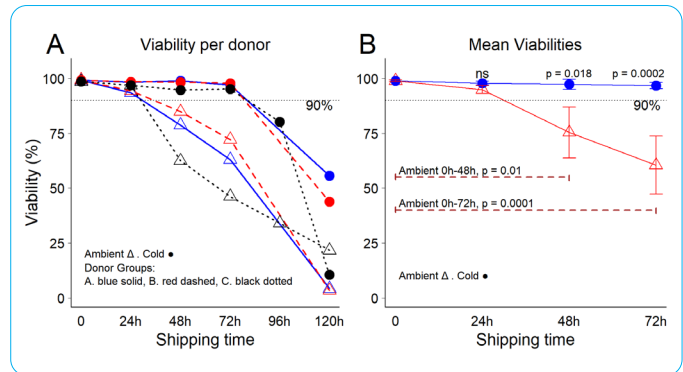 A
Viability per donor
100
75
50
25
0
Viability (%)
90%
Ambient Δ . Cold ●
Donor Groups:
A. blue solid, B. red dashed, C. black dotted
0 24h 48h 72h 96h 120h
Shipping time
B
Mean Viabilities
100
75
50
25
0
ns p = 0.018 p = 0.0002
90%
Ambient 0h-48h, p = 0.01
Ambient 0h-72h, p = 0.0001
Ambient Δ . Cold ●
0 24h 48h 72h
Shipping time